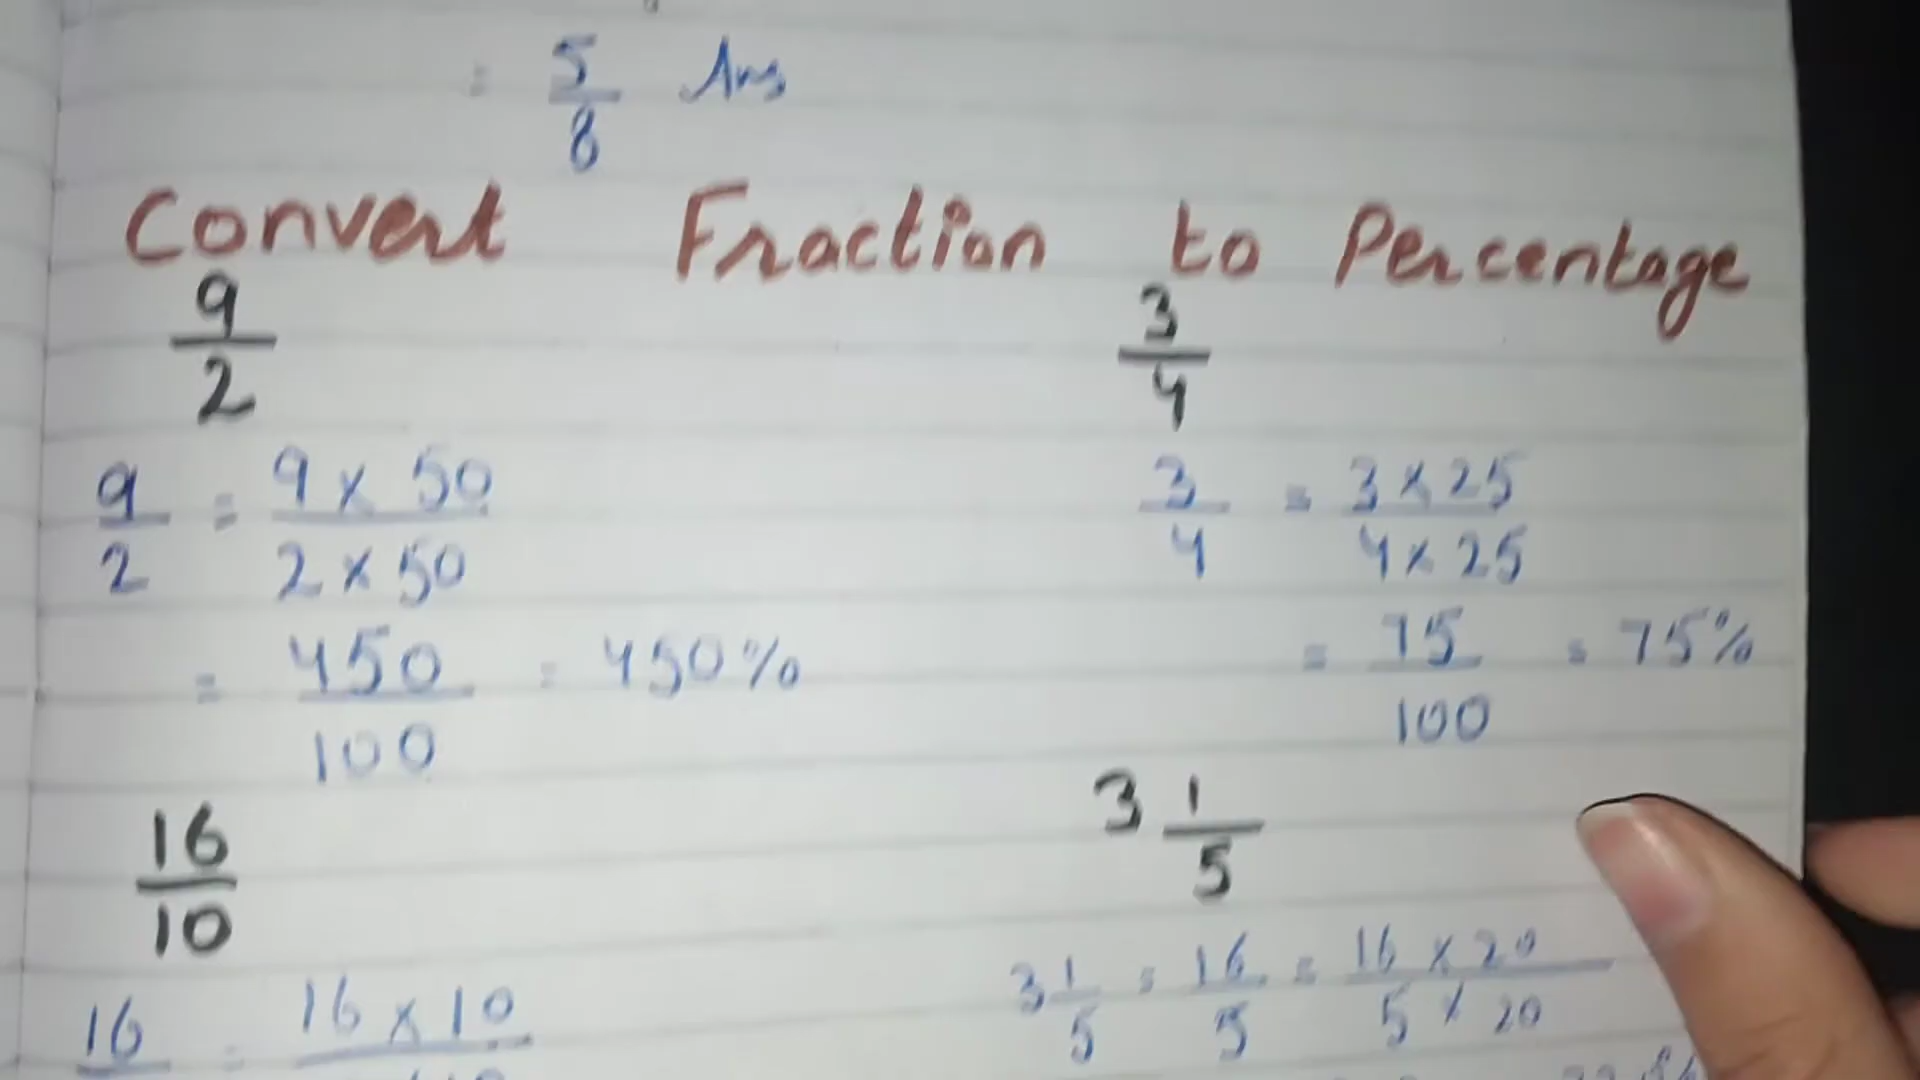 = 5/8 Ans
Convert Fraction to Percentage
9/2
9/2 = 9 x 50 / 2 x 50
= 450/100 = 450%
3/4
3/4 = 3 x 25 / 4 x 25
= 75/100 = 75%
16/10
16 = 16 x 10
3 1/5
3 1/5 = 16/5 = 16 x 20 / 5 x 20